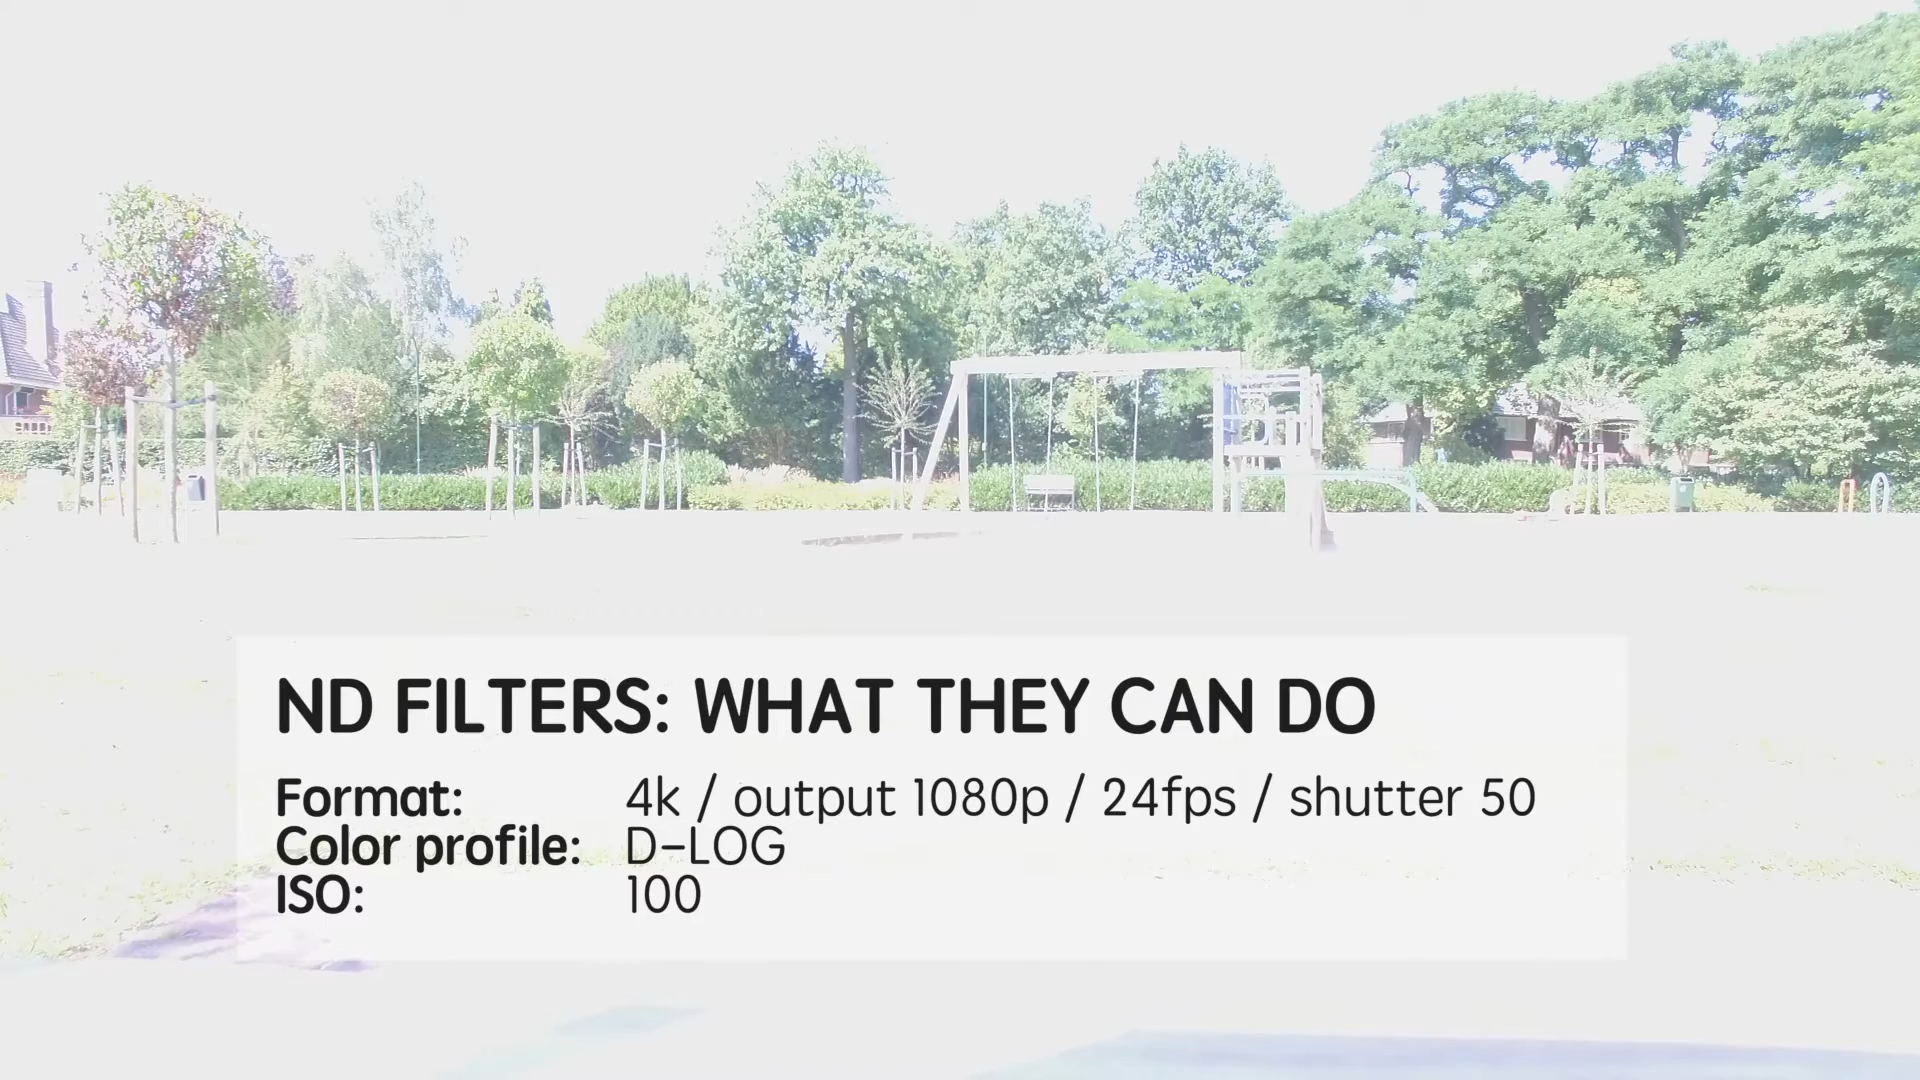 ND FILTERS: WHAT THEY CAN DO
Format: 4k / output 1080p / 24fps / shutter 50
Color profile: D-LOG
ISO: 100